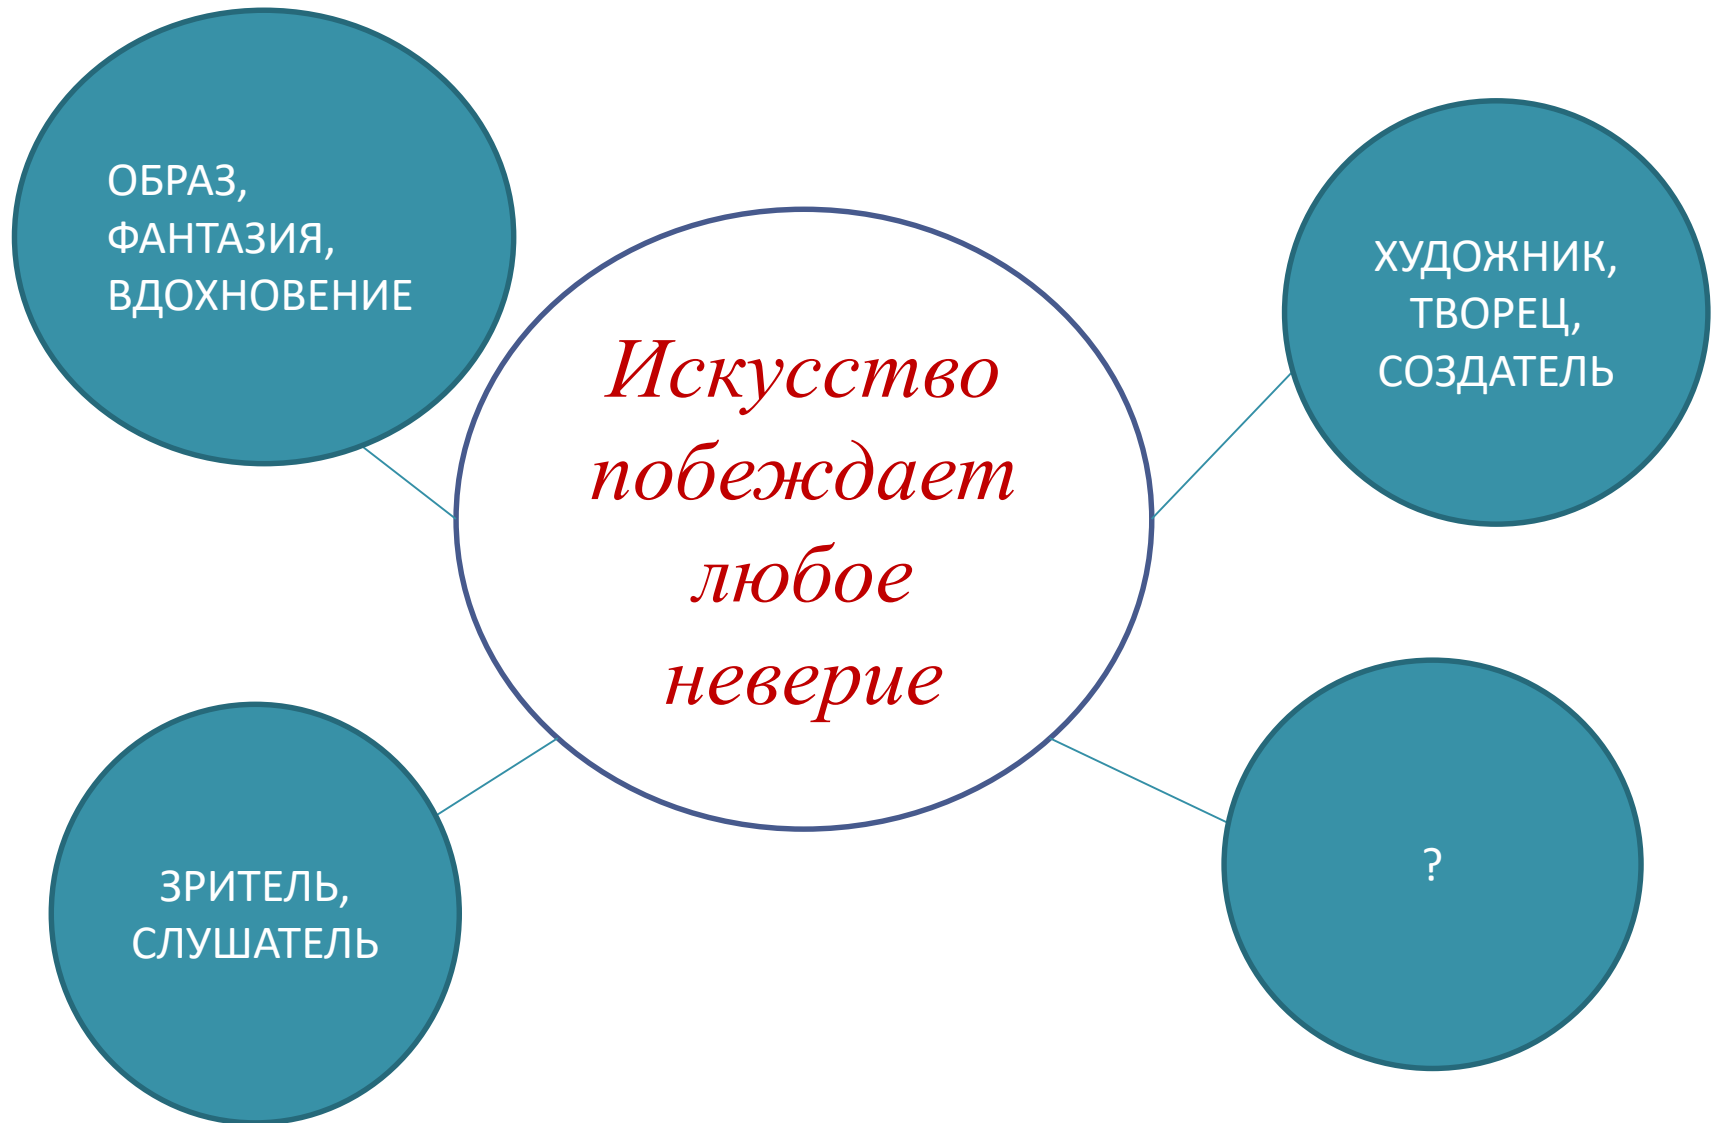 ОБРАЗ,
ФАНТАЗИЯ,
ВДОХНОВЕНИЕ
ХУДОЖНИК,
ТВОРЕЦ,
СОЗДАТЕЛЬ
Искусство
побеждает
любое
неверие
ЗРИТЕЛЬ,
СЛУШАТЕЛЬ
?